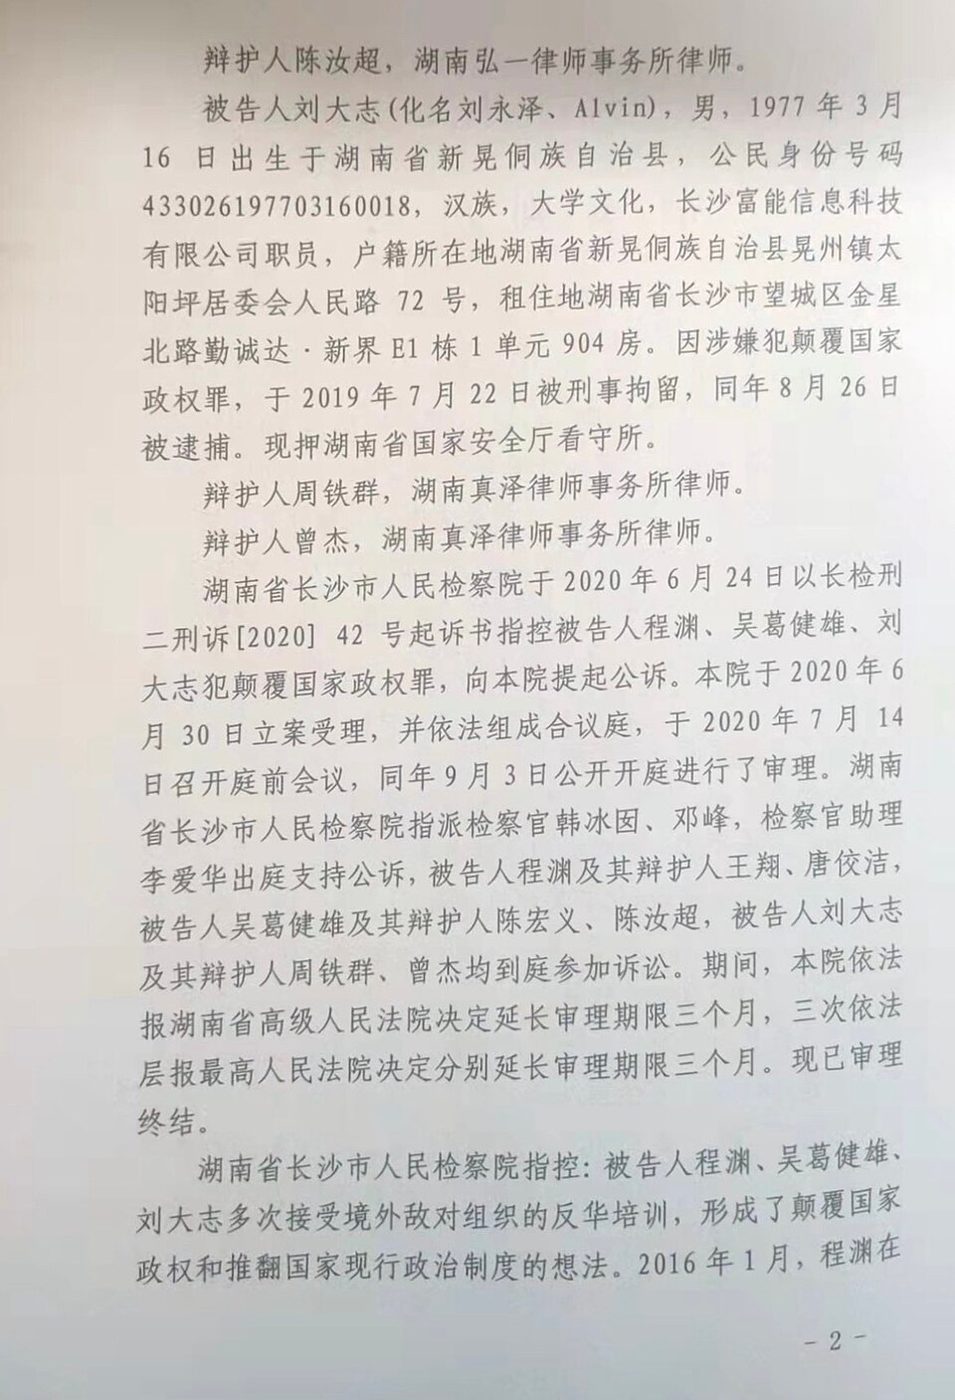 辩护人陈汝超，湖南弘一律师事务所律师。
被告人刘大志(化名刘永泽、Alvin)，男，1977年3月
16日出生于湖南省新晃侗族自治县，公民身份号码
433026197703160018，汉族，大学文化，长沙富能信息科技
有限公司职员，户籍所在地湖南省新晃侗族自治县晃州镇太
阳坪居委会人民路72号，租住地湖南省长沙市望城区金星
北路勤诚达·新界E1栋1单元904房。因涉嫌犯颠覆国家
政权罪，于2019年7月22日被刑事拘留，同年8月26日
被逮捕。现押湖南省国家安全厅看守所。
辩护人周铁群，湖南真泽律师事务所律师。
辩护人曾杰，湖南真泽律师事务所律师。
湖南省长沙市人民检察院于2020年6月24日以长检刑
二刑诉[2020]42号起诉书指控被告人程渊、吴葛健雄、刘
大志犯颠覆国家政权罪，向本院提起公诉。本院于2020年6
月30日立案受理，并依法组成合议庭，于2020年7月14
日召开庭前会议，同年9月3日公开开庭进行了审理。湖南
省长沙市人民检察院指派检察官韩冰囡、邓峰，检察官助理
李爱华出庭支持公诉，被告人程渊及其辩护人王翔、唐佼洁，
被告人吴葛健雄及其辩护人陈宏义、陈汝超，被告人刘大志
及其辩护人周铁群、曾杰均到庭参加诉讼。期间，本院依法
报湖南省高级人民法院决定延长审理期限三个月，三次依法
层报最高人民法院决定分别延长审理期限三个月。现已审理
终结。
湖南省长沙市人民检察院指控：被告人程渊、吴葛健雄、
刘大志多次接受境外敌对组织的反华培训，形成了颠覆国家
政权和推翻国家现行政治制度的想法。2016年1月，程渊在
- 2 -